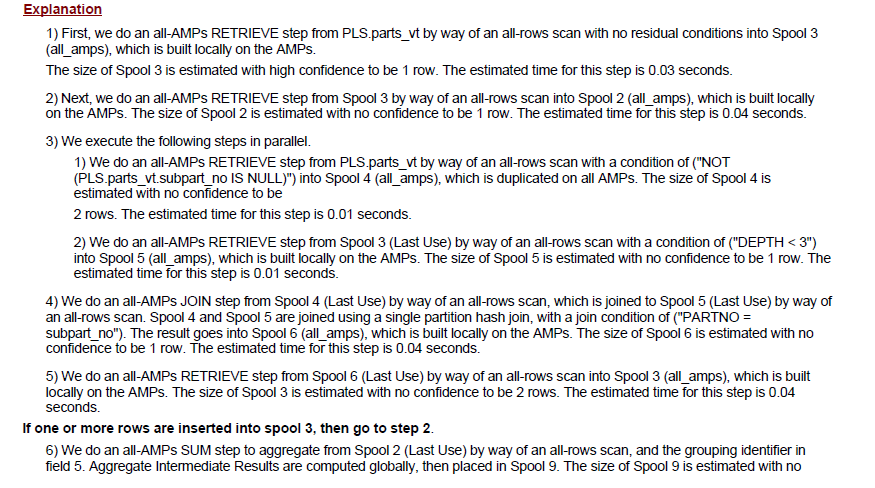 Explanation
1) First, we do an all-AMPs RETRIEVE step from PLS.parts_vt by way of an all-rows scan with no residual conditions into Spool 3
(all_amps), which is built locally on the AMPs.
The size of Spool 3 is estimated with high confidence to be 1 row. The estimated time for this step is 0.03 seconds.
2) Next, we do an all-AMPs RETRIEVE step from Spool 3 by way of an all-rows scan into Spool 2 (all_amps), which is built locally
on the AMPs. The size of Spool 2 is estimated with no confidence to be 1 row. The estimated time for this step is 0.04 seconds.
3) We execute the following steps in parallel.
1) We do an all-AMPs RETRIEVE step from PLS.parts_vt by way of an all-rows scan with a condition of ("NOT
(PLS.parts_vt.subpart_no IS NULL)") into Spool 4 (all_amps), which is duplicated on all AMPs. The size of Spool 4 is
estimated with no confidence to be
2 rows. The estimated time for this step is 0.01 seconds.
2) We do an all-AMPs RETRIEVE step from Spool 3 (Last Use) by way of an all-rows scan with a condition of ("DEPTH < 3")
into Spool 5 (all_amps), which is built locally on the AMPs. The size of Spool 5 is estimated with no confidence to be 1 row. The
estimated time for this step is 0.01 seconds.
4) We do an all-AMPs JOIN step from Spool 4 (Last Use) by way of an all-rows scan, which is joined to Spool 5 (Last Use) by way of
an all-rows scan. Spool 4 and Spool 5 are joined using a single partition hash join, with a join condition of ("PARTNO =
subpart_no"). The result goes into Spool 6 (all_amps), which is built locally on the AMPs. The size of Spool 6 is estimated with no
confidence to be 1 row. The estimated time for this step is 0.04 seconds.
5) We do an all-AMPs RETRIEVE step from Spool 6 (Last Use) by way of an all-rows scan into Spool 3 (all_amps), which is built
locally on the AMPs. The size of Spool 3 is estimated with no confidence to be 2 rows. The estimated time for this step is 0.04
seconds.
If one or more rows are inserted into spool 3, then go to step 2.
6) We do an all-AMPs SUM step to aggregate from Spool 2 (Last Use) by way of an all-rows scan, and the grouping identifier in
field 5. Aggregate Intermediate Results are computed globally, then placed in Spool 9. The size of Spool 9 is estimated with no